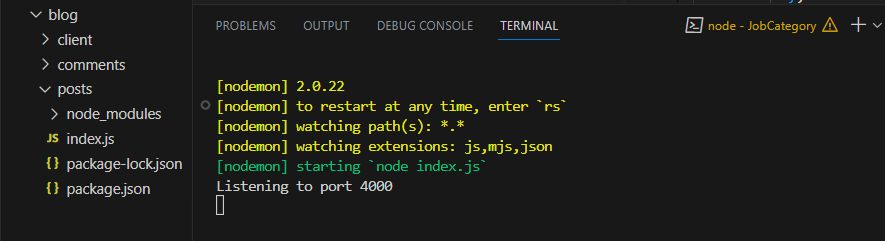 blog
client
comments
posts
node_modules
JS index.js
{} package-lock.json
{} package.json
PROBLEMS OUTPUT DEBUG CONSOLE TERMINAL node - JobCategory
[nodemon] 2.0.22
[nodemon] to restart at any time, enter `rs`
[nodemon] watching path(s): *.*
[nodemon] watching extensions: js,mjs,json
[nodemon] starting `node index.js`
Listening to port 4000